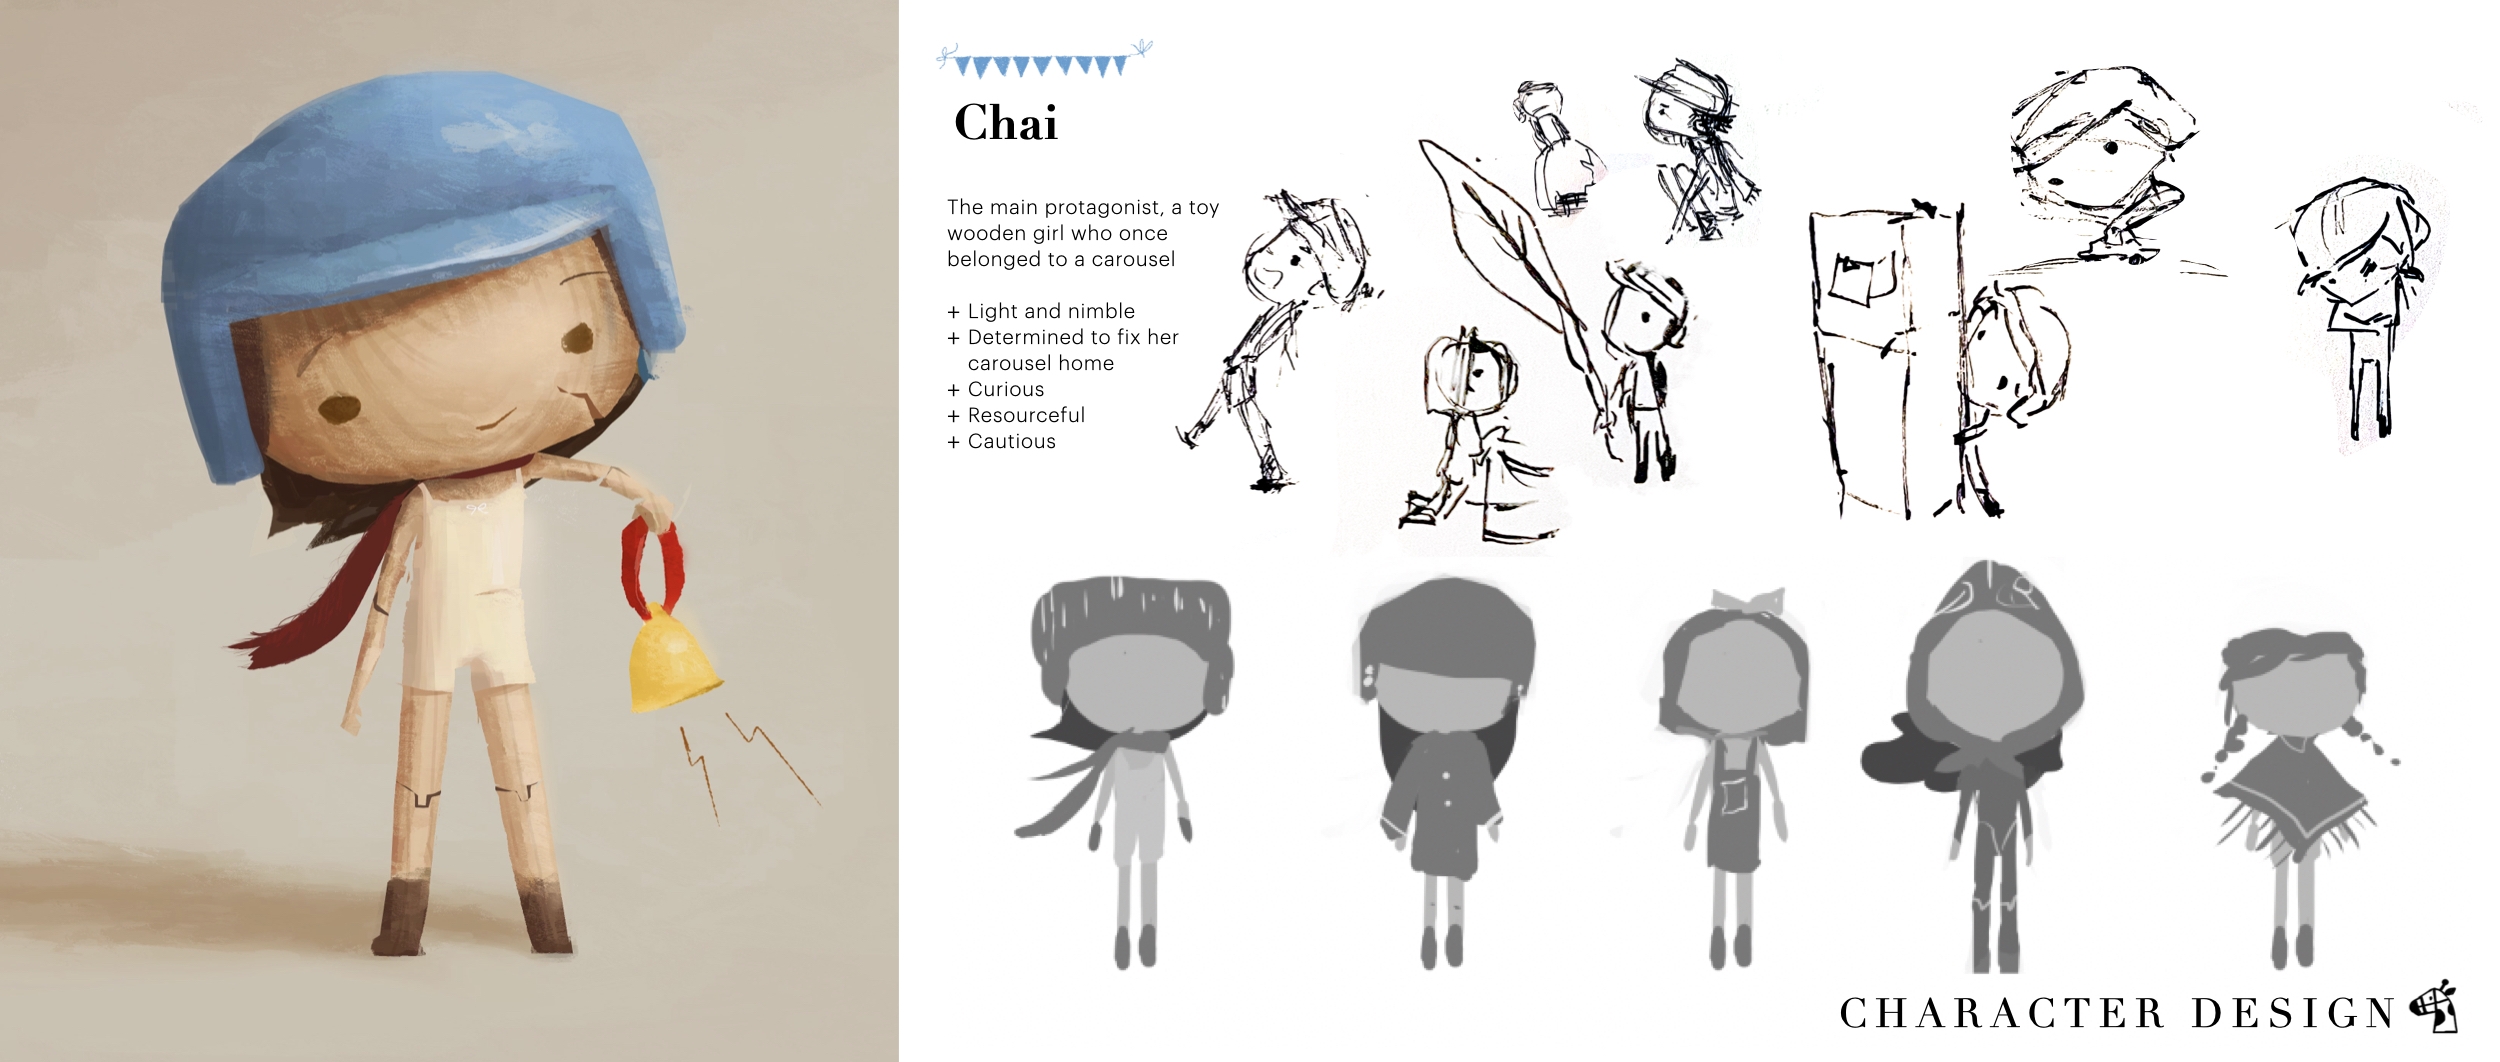 Chai
The main protagonist, a toy
wooden girl who once
belonged to a carousel
+ Light and nimble
+ Determined to fix her
carousel home
+ Curious
+ Resourceful
+ Cautious
CHARACTER DESIGN